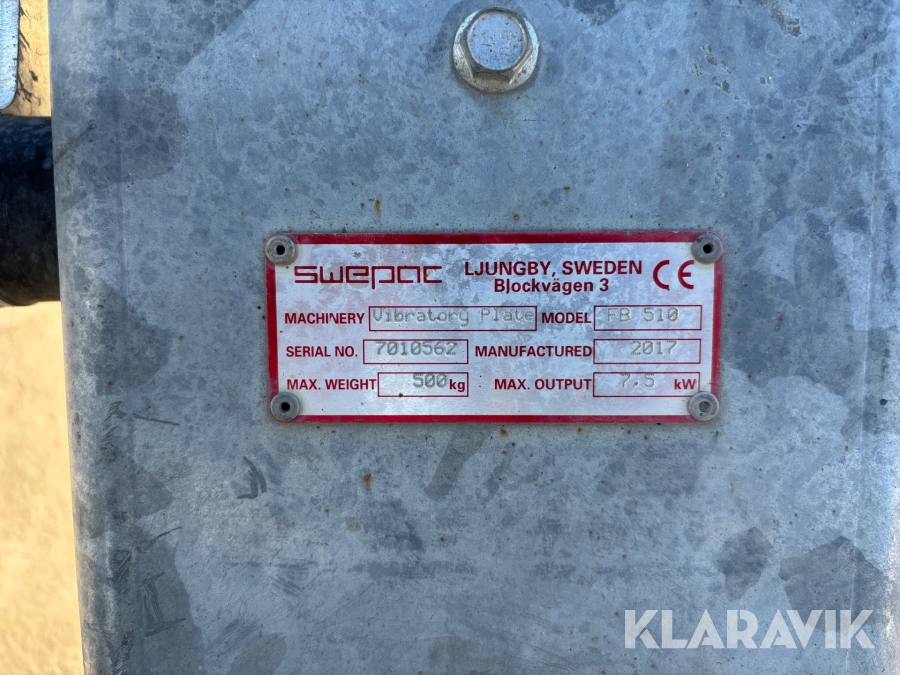 swepac LJUNGBY, SWEDEN CE
Blockvägen 3
MACHINERY Vibratory Plate MODEL FB 510
SERIAL NO. 7010562 MANUFACTURED 2017
MAX. WEIGHT 500 kg MAX. OUTPUT 7.5 kW
KLARAVIK